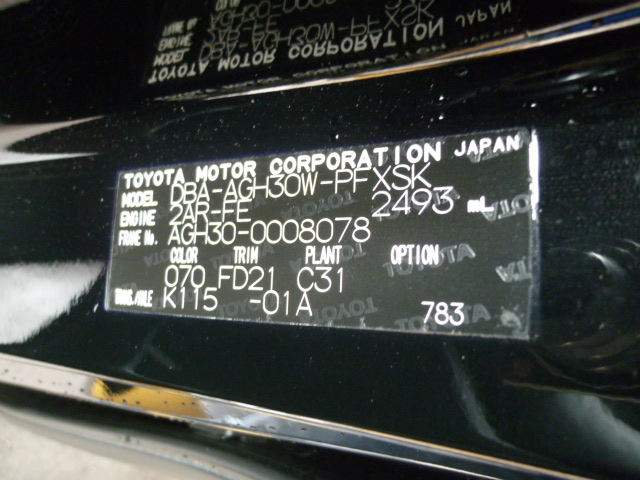 TOYOTA MOTOR CORPORATION JAPAN
MODEL DBA-AGH30W-PFXSK
ENGINE 2AR-FE 2493 mL
FRAME No. AGH30-0008078
COLOR TRIM PLANT OPTION
070 FD21 C31
TRANS./AXLE K115 -01A
783